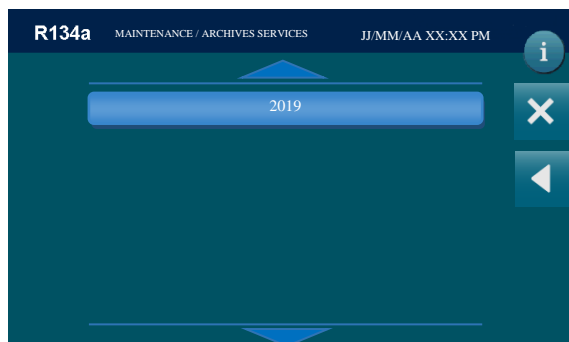 R134a MAINTENANCE / ARCHIVES SERVICES JJ/MM/AA XX:XX PM
i
2019